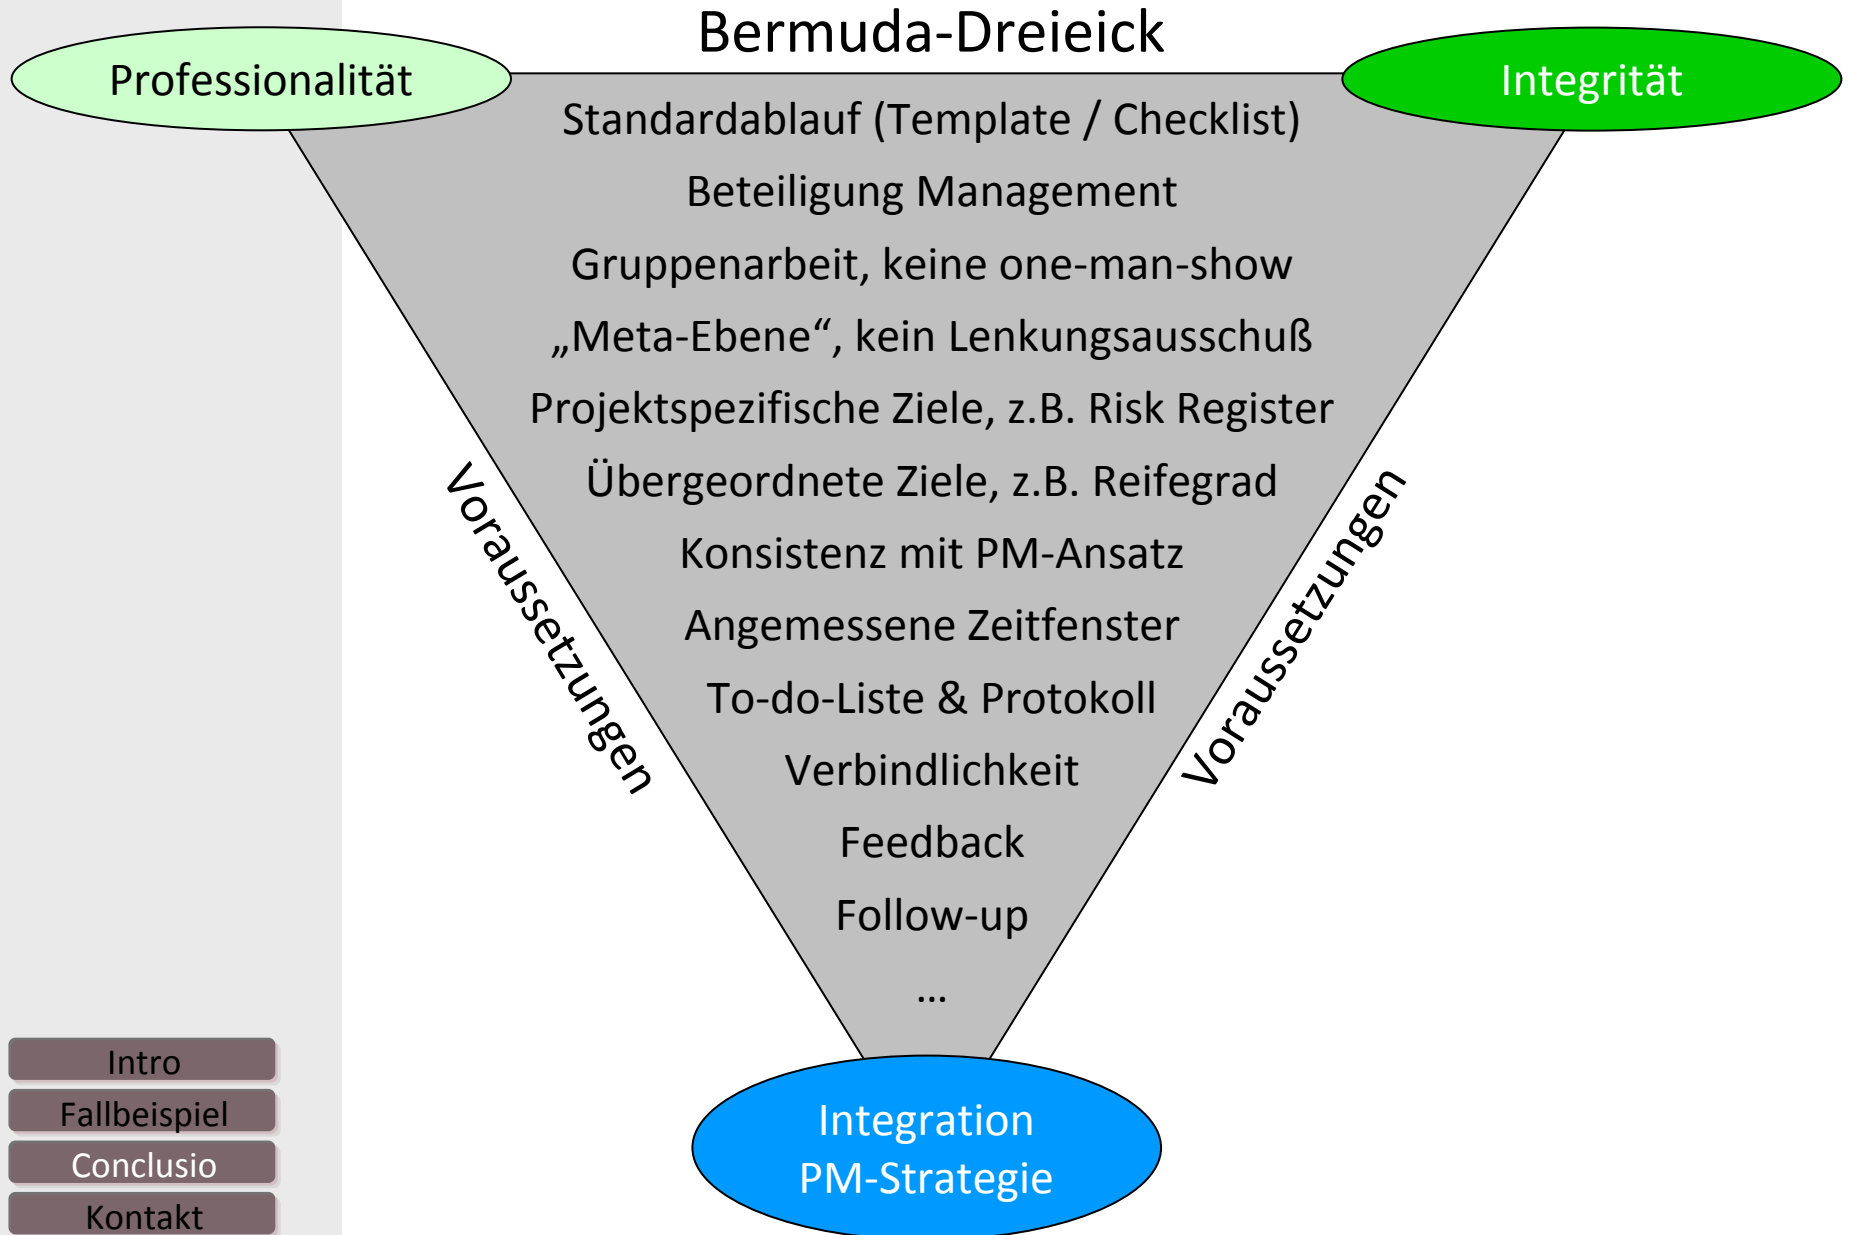 Bermuda-Dreieick
Professionalität
Integrität
Standardablauf (Template / Checklist)
Beteiligung Management
Gruppenarbeit, keine one-man-show
„Meta-Ebene“, kein Lenkungsausschuß
Projektspezifische Ziele, z.B. Risk Register
Übergeordnete Ziele, z.B. Reifegrad
Konsistenz mit PM-Ansatz
Angemessene Zeitfenster
To-do-Liste & Protokoll
Verbindlichkeit
Feedback
Follow-up
...
Voraussetzungen
Voraussetzungen
Integration
PM-Strategie
Intro
Fallbeispiel
Conclusio
Kontakt